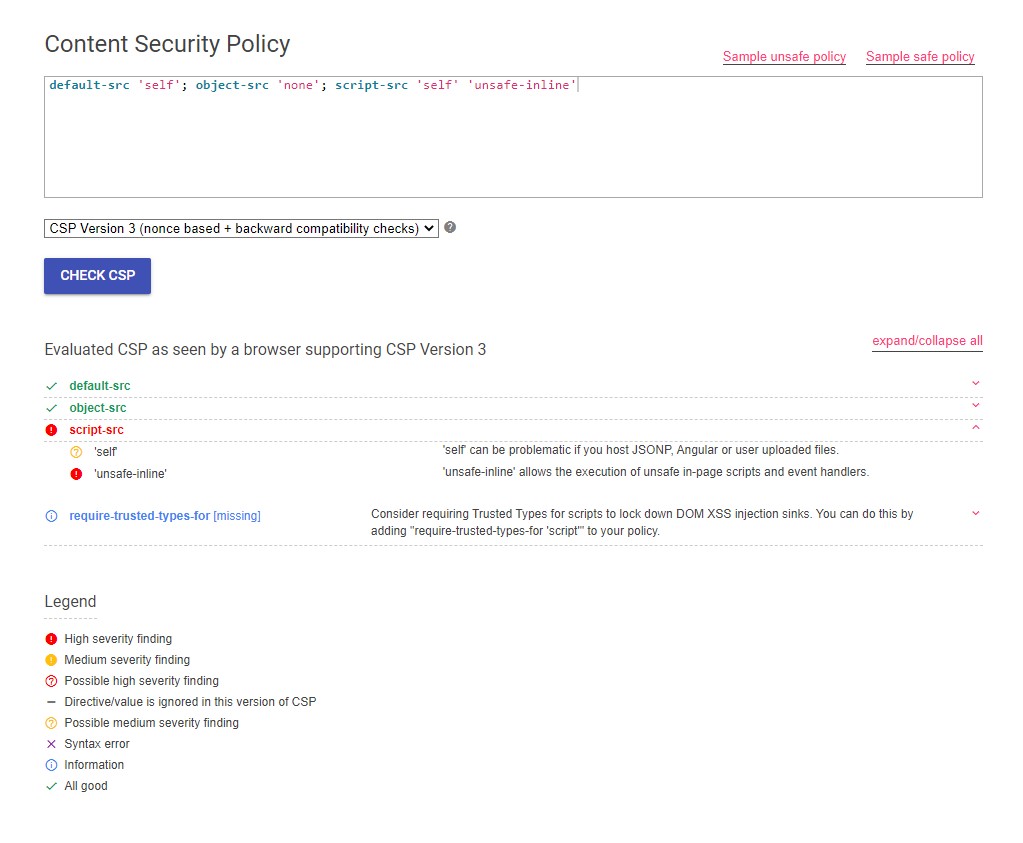 Content Security Policy
Sample unsafe policy Sample safe policy
default-src 'self'; object-src 'none'; script-src 'self' 'unsafe-inline'
CSP Version 3 (nonce based + backward compatibility checks)
CHECK CSP
Evaluated CSP as seen by a browser supporting CSP Version 3
expand/collapse all
default-src
object-src
script-src
'self' 'self' can be problematic if you host JSONP, Angular or user uploaded files.
'unsafe-inline' 'unsafe-inline' allows the execution of unsafe in-page scripts and event handlers.
require-trusted-types-for [missing] Consider requiring Trusted Types for scripts to lock down DOM XSS injection sinks. You can do this by
adding "require-trusted-types-for 'script'" to your policy.
Legend
High severity finding
Medium severity finding
Possible high severity finding
Directive/value is ignored in this version of CSP
Possible medium severity finding
Syntax error
Information
All good